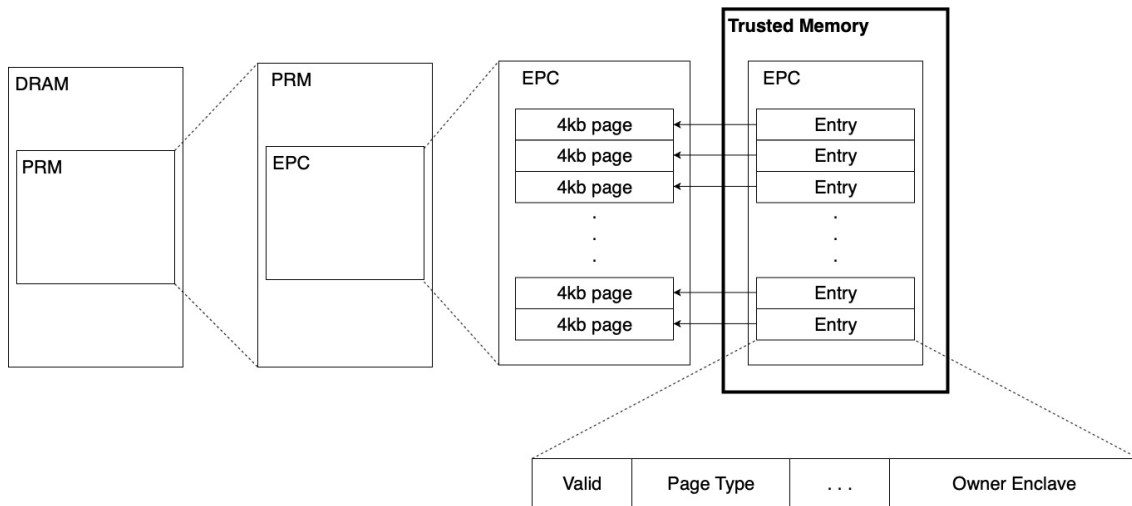 Trusted Memory
DRAM
PRM
PRM
EPC
EPC
4kb page
4kb page
4kb page
.
.
.
4kb page
4kb page
EPC
Entry
Entry
Entry
.
.
.
Entry
Entry
Valid
Page Type
. . .
Owner Enclave